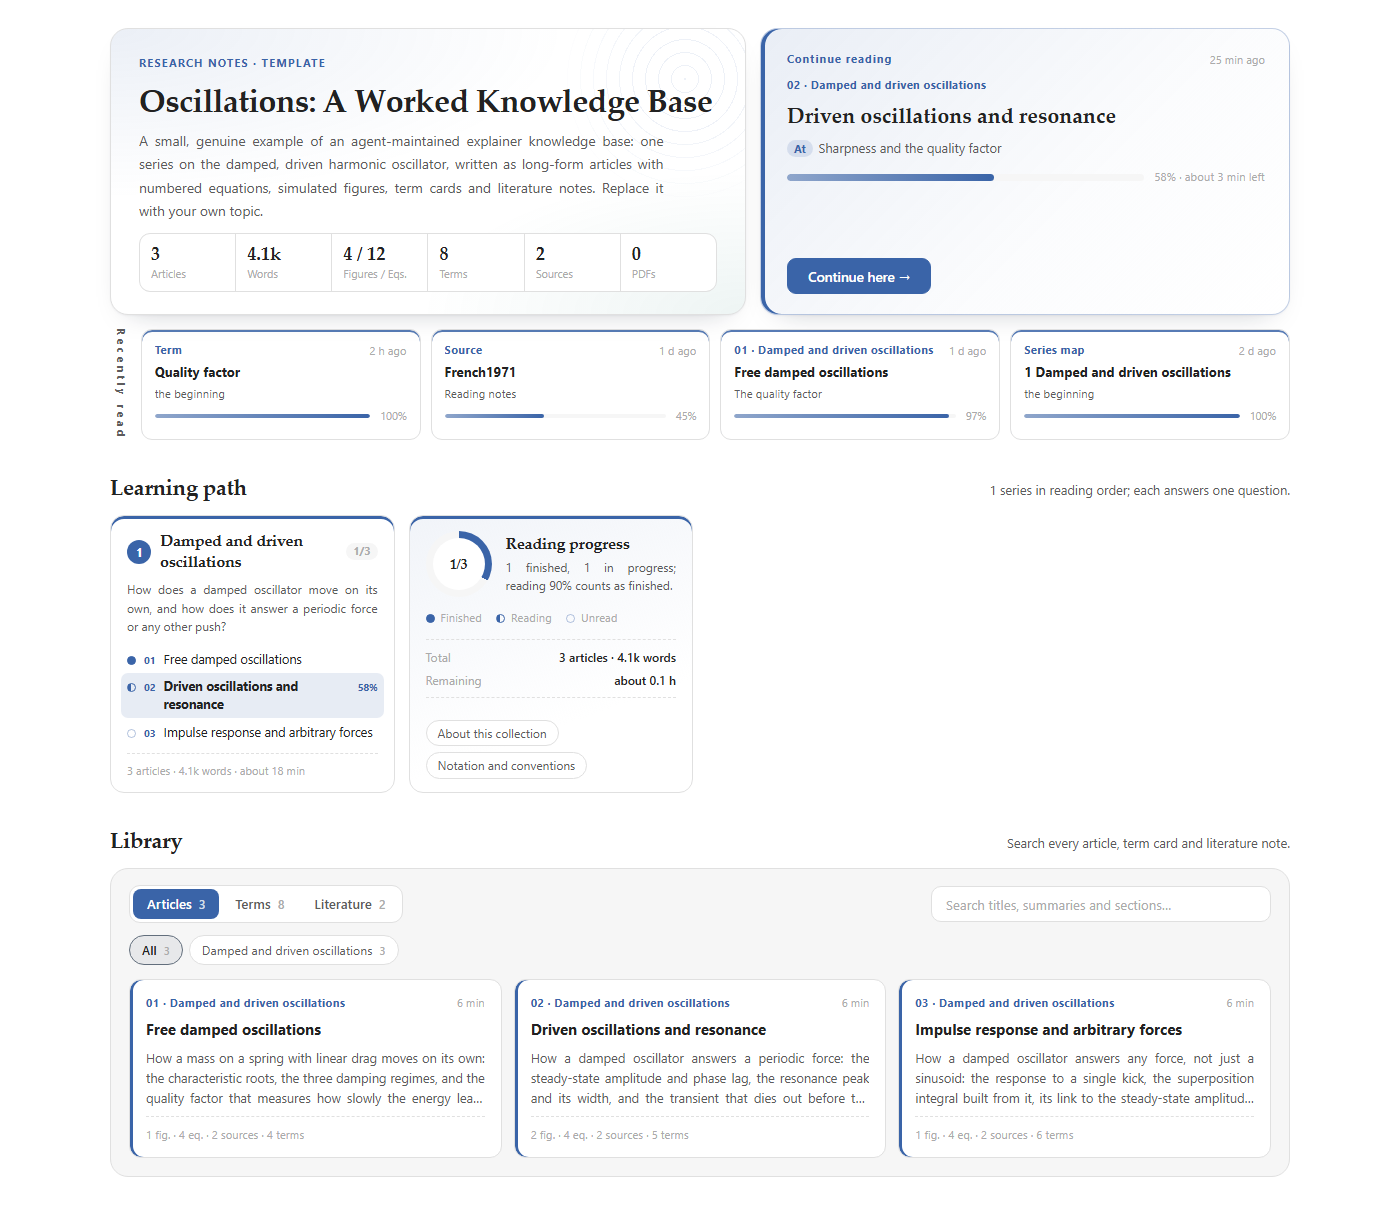 RESEARCH NOTES · TEMPLATE
Oscillations: A Worked Knowledge Base
A small, genuine example of an agent-maintained explainer knowledge base: one
series on the damped, driven harmonic oscillator, written as long-form articles with
numbered equations, simulated figures, term cards and literature notes. Replace it
with your own topic.
3
Articles
4.1k
Words
4 / 12
Figures / Eqs.
8
Terms
2
Sources
0
PDFs
Continue reading
25 min ago
02 · Damped and driven oscillations
Driven oscillations and resonance
At Sharpness and the quality factor
58% · about 3 min left
Continue here →
Recently read
Term
2 h ago
Quality factor
the beginning
100%
Source
1 d ago
French1971
Reading notes
45%
01 · Damped and driven oscillations
1 d ago
Free damped oscillations
The quality factor
97%
Series map
2 d ago
1 Damped and driven oscillations
the beginning
100%
Learning path
1 series in reading order; each answers one question.
1
Damped and driven
oscillations
1/3
How does a damped oscillator move on its
own, and how does it answer a periodic force
or any other push?
01 Free damped oscillations
02 Driven oscillations and
resonance
58%
03 Impulse response and arbitrary forces
3 articles · 4.1k words · about 18 min
1/3
Reading progress
1 finished, 1 in progress;
reading 90% counts as finished.
Finished Reading Unread
Total 3 articles · 4.1k words
Remaining about 0.1 h
About this collection
Notation and conventions
Library
Search every article, term card and literature note.
Articles 3 Terms 8 Literature 2
Search titles, summaries and sections...
All 3 Damped and driven oscillations 3
01 · Damped and driven oscillations
6 min
Free damped oscillations
How a mass on a spring with linear drag moves on its own:
the characteristic roots, the three damping regimes, and the
quality factor that measures how slowly the energy lea...
1 fig. · 4 eq. · 2 sources · 4 terms
02 · Damped and driven oscillations
6 min
Driven oscillations and resonance
How a damped oscillator answers a periodic force: the
steady-state amplitude and phase lag, the resonance peak
and its width, and the transient that dies out before t...
2 fig. · 4 eq. · 2 sources · 5 terms
03 · Damped and driven oscillations
6 min
Impulse response and arbitrary forces
How a damped oscillator answers any force, not just a
sinusoid: the response to a single kick, the superposition
integral built from it, its link to the steady-state amplitud...
1 fig. · 4 eq. · 2 sources · 6 terms